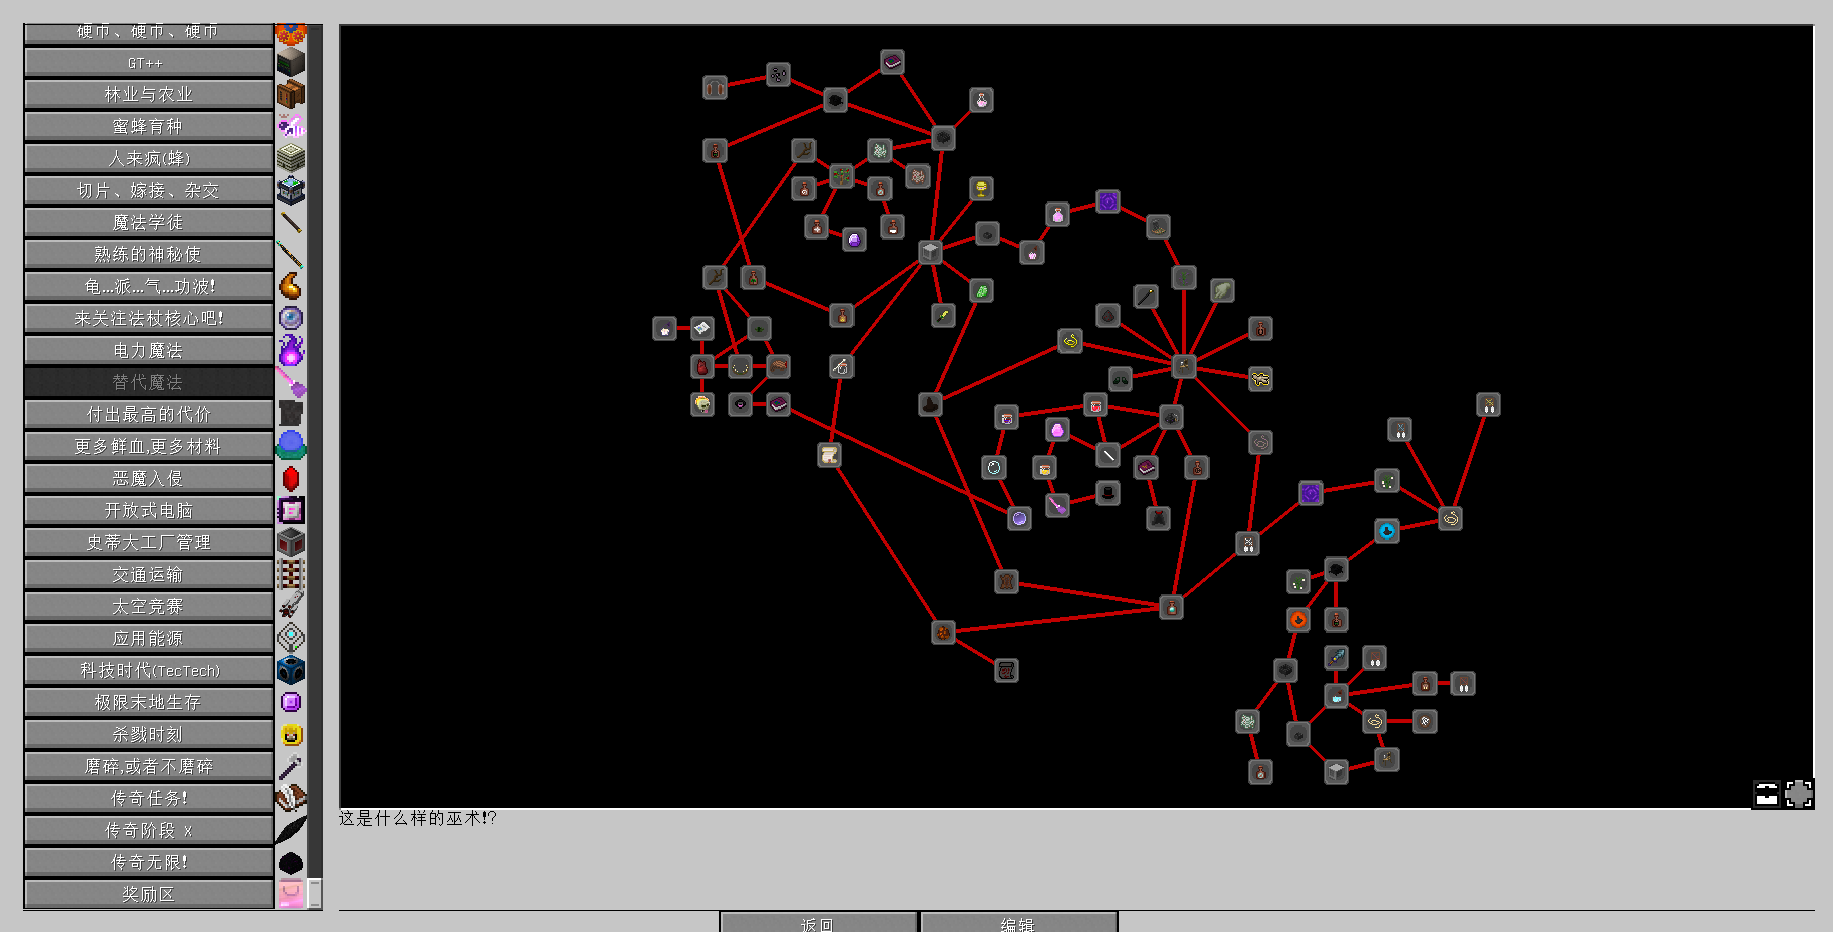 硬币、硬币、硬币
GT++
林业与农业
蜜蜂育种
人来疯(蜂)
切片、嫁接、杂交
魔法学徒
熟练的神秘使
龟...派...气...功波!
来关注法杖核心吧!
电力魔法
替代魔法
付出最高的代价
更多鲜血,更多材料
恶魔入侵
开放式电脑
史蒂夫工厂管理
交通运输
太空竞赛
应用能源
科技时代(TecTech)
极限末地生存
杀戮时刻
磨碎,或者不磨碎
传奇任务!
传奇阶段 X
传奇无限!
奖励区
这是什么样的巫术!?
返回
编辑